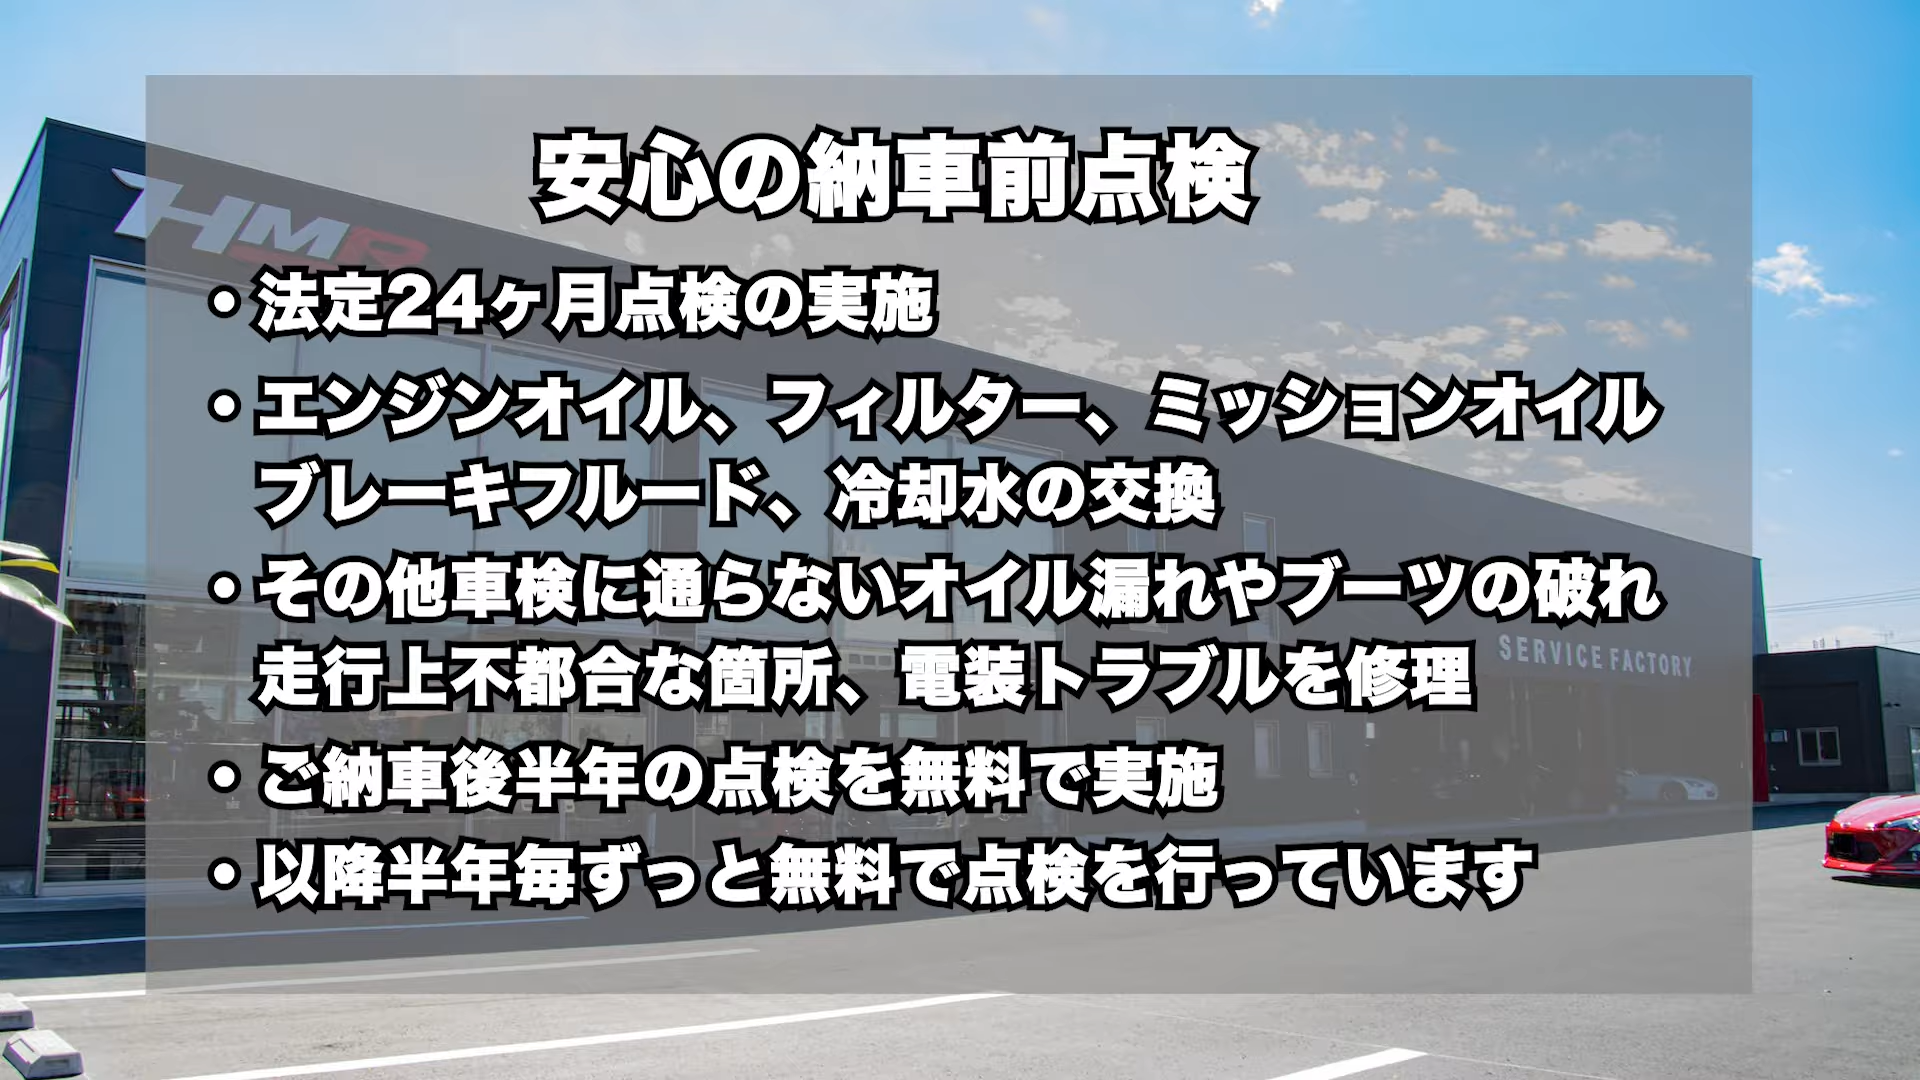 安心の納車前点検
HMR
・法定24ヶ月点検の実施
・エンジンオイル、フィルター、ミッションオイル
ブレーキフルード、冷却水の交換
・その他車検に通らないオイル漏れやブーツの破れ
走行上不都合な箇所、電装トラブルを修理
SERVICE FACTORY
・ご納車後半年の点検を無料で実施
・以降半年毎ずっと無料で点検を行っています